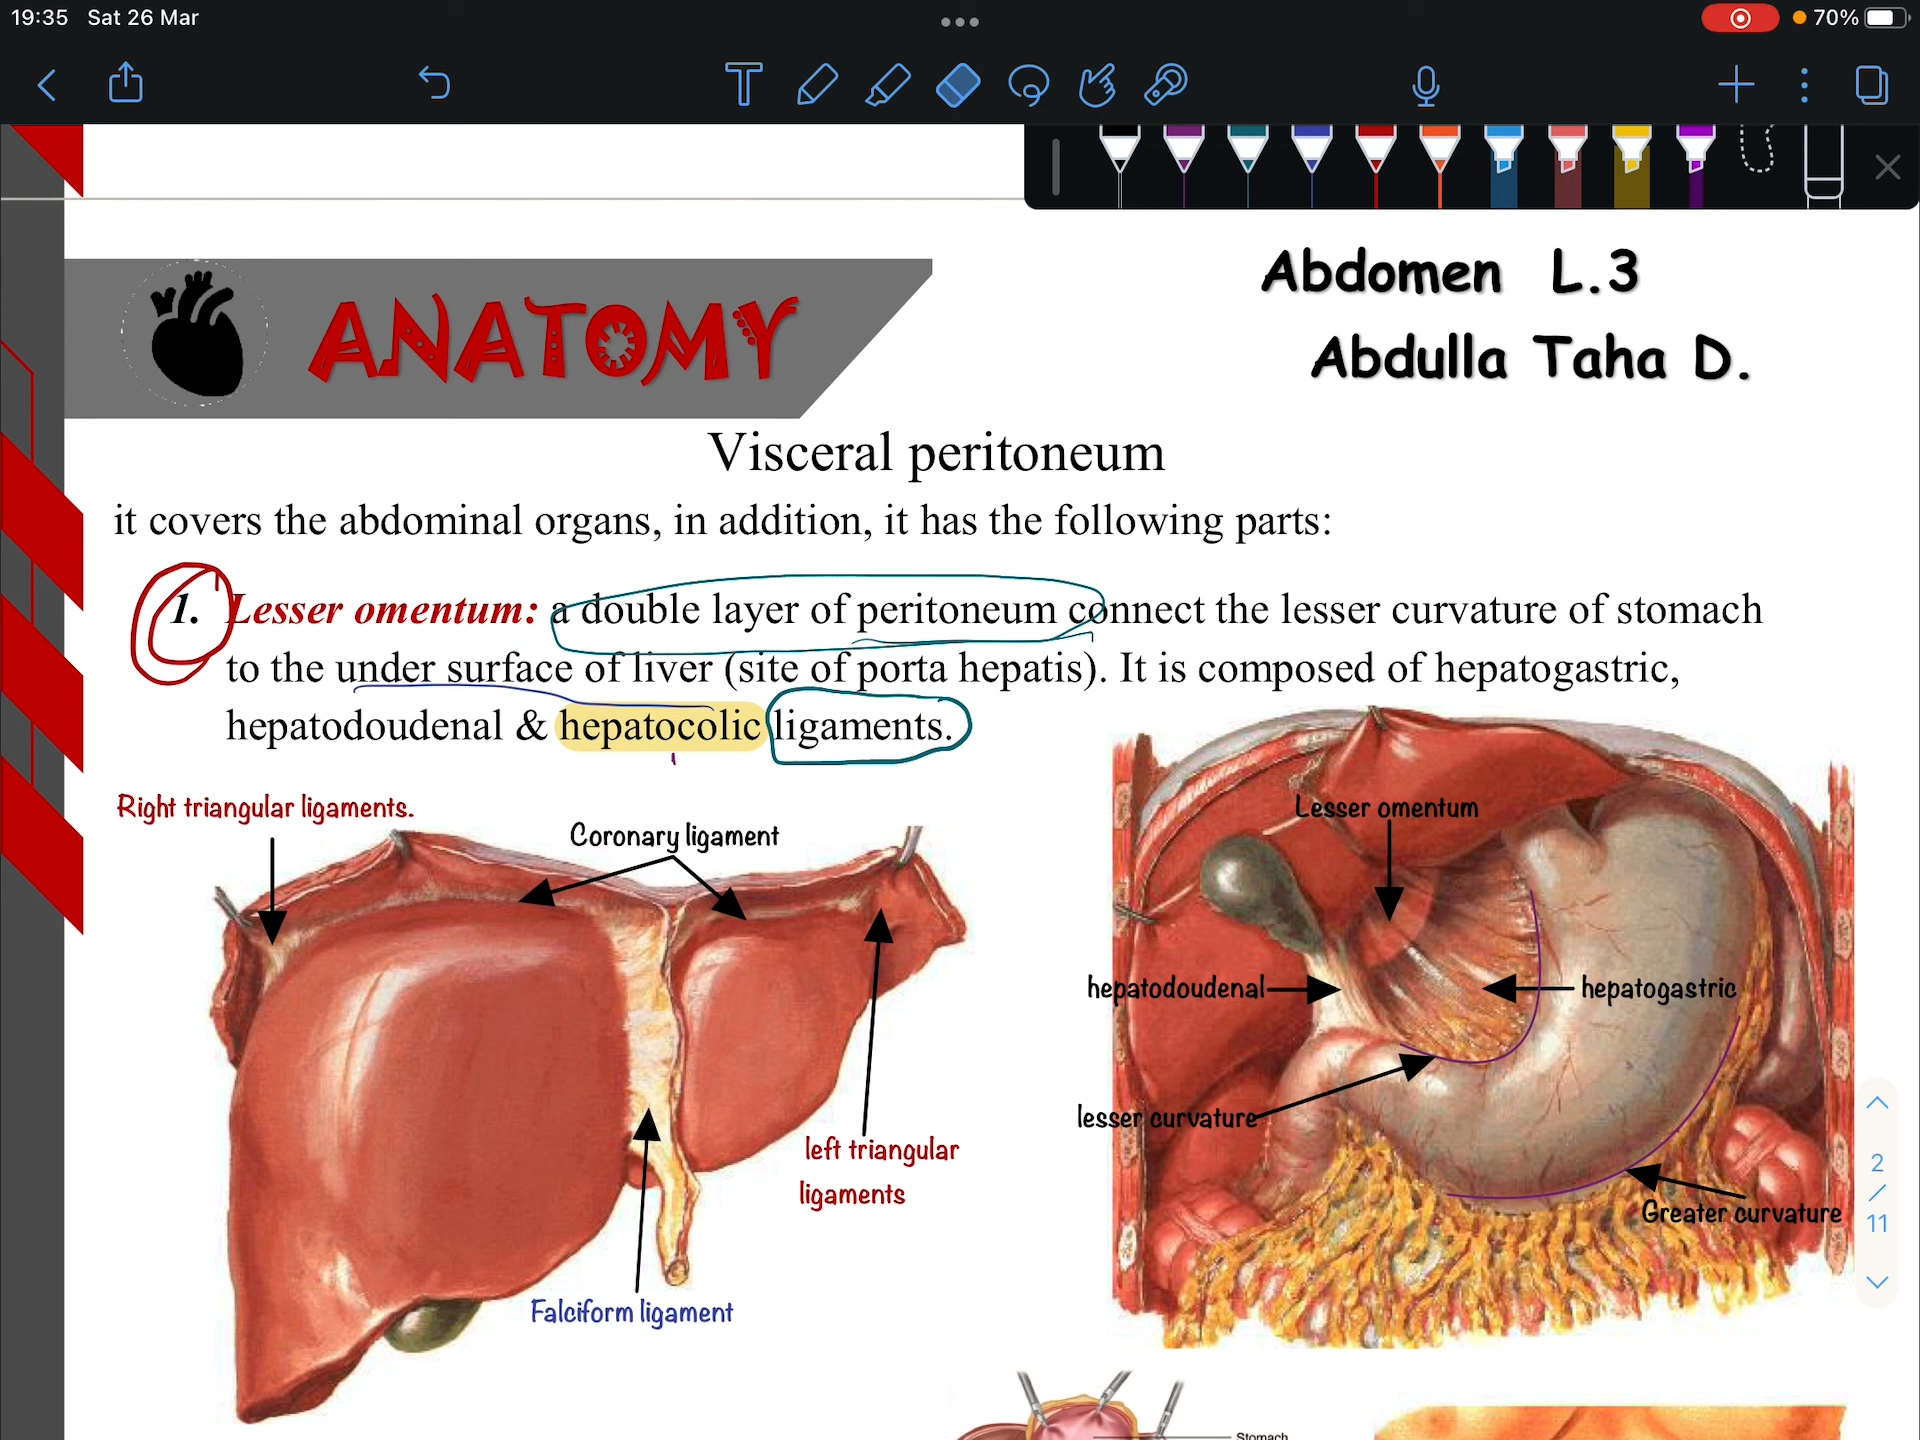 19:35 Sat 26 Mar
70%
Abdomen L.3
ANATOMY
Abdulla Taha D.
Visceral peritoneum
it covers the abdominal organs, in addition, it has the following parts:
1. Lesser omentum: a double layer of peritoneum connect the lesser curvature of stomach
to the under surface of liver (site of porta hepatis). It is composed of hepatogastric,
hepatodoudenal & hepatocolic ligaments.
Right triangular ligaments.
Coronary ligament
left triangular
ligaments
Falciform ligament
Lesser omentum
hepatodoudenal
hepatogastric
lesser curvature
Greater curvature
2
/
11
Stomach